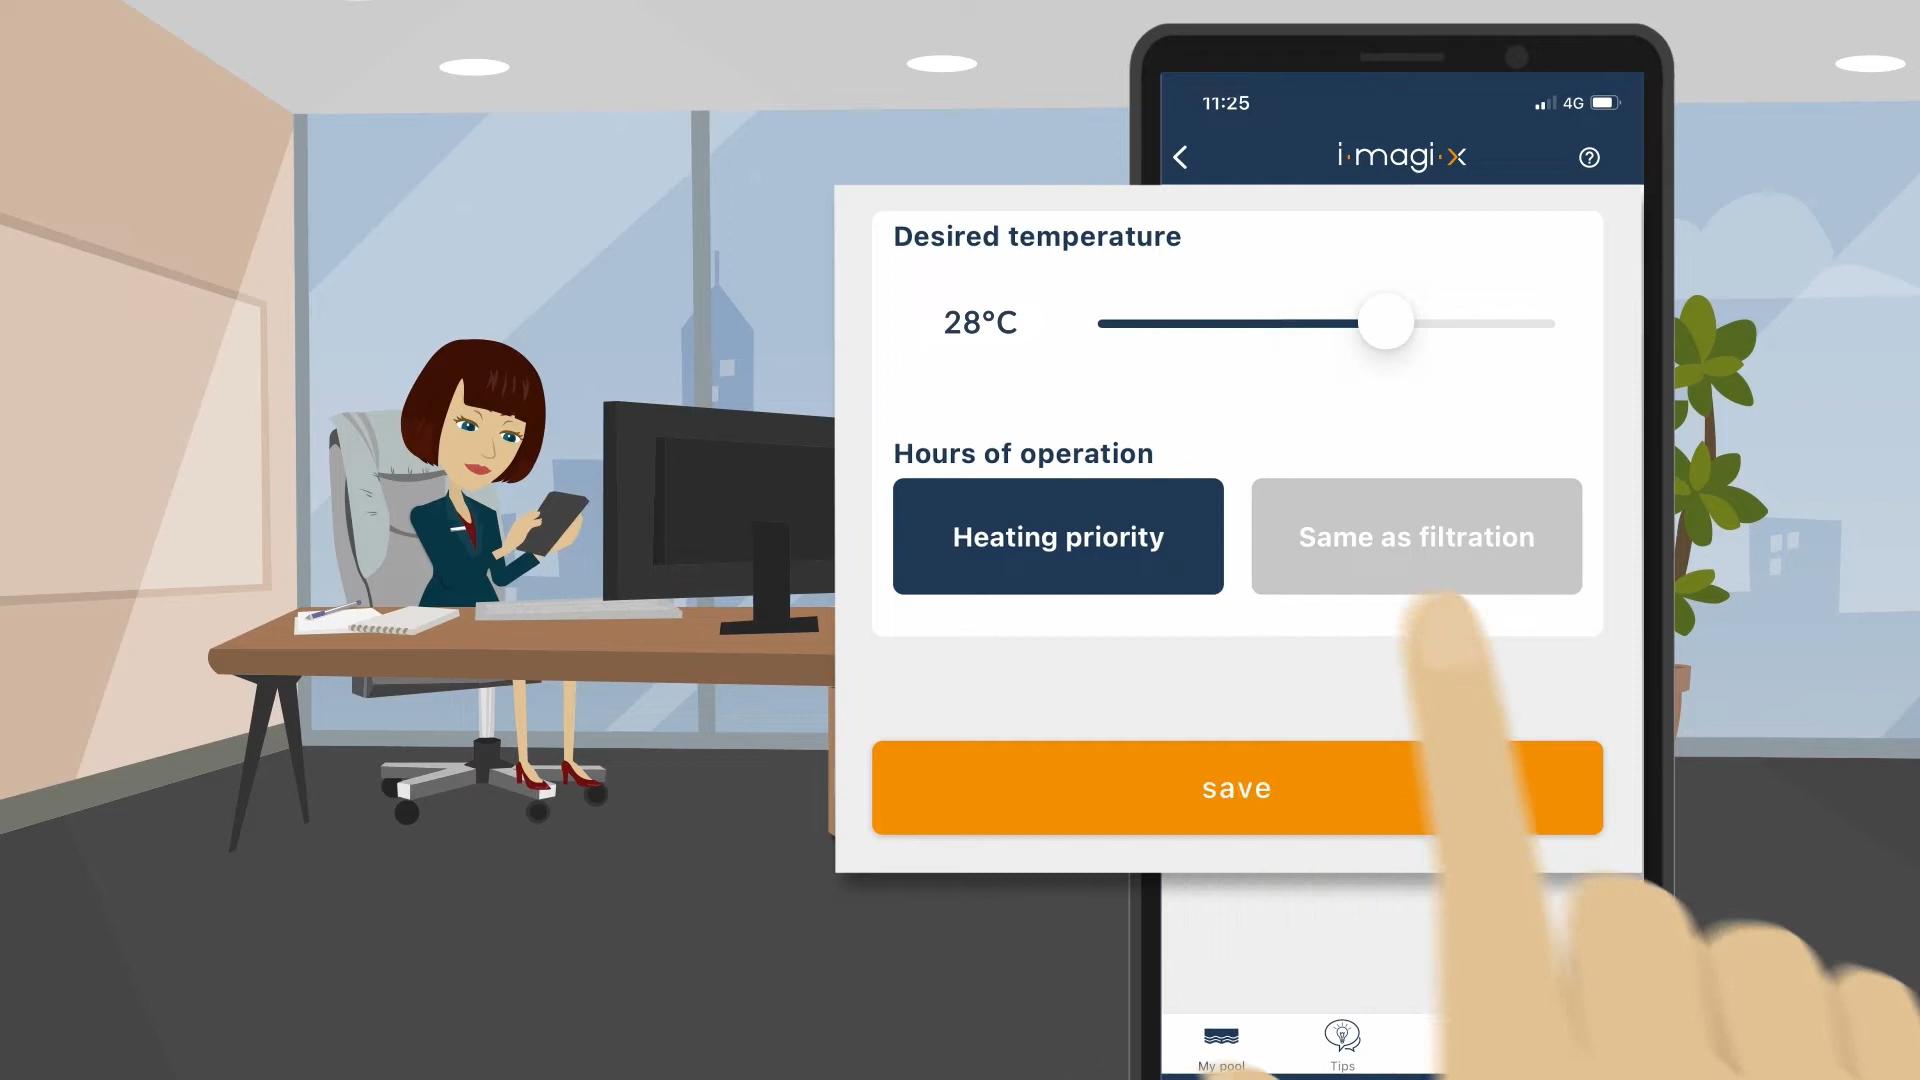 11:25
4G
i·magi·x
?
Desired temperature
28°C
Hours of operation
Heating priority
Same as filtration
save
My pool
Tips